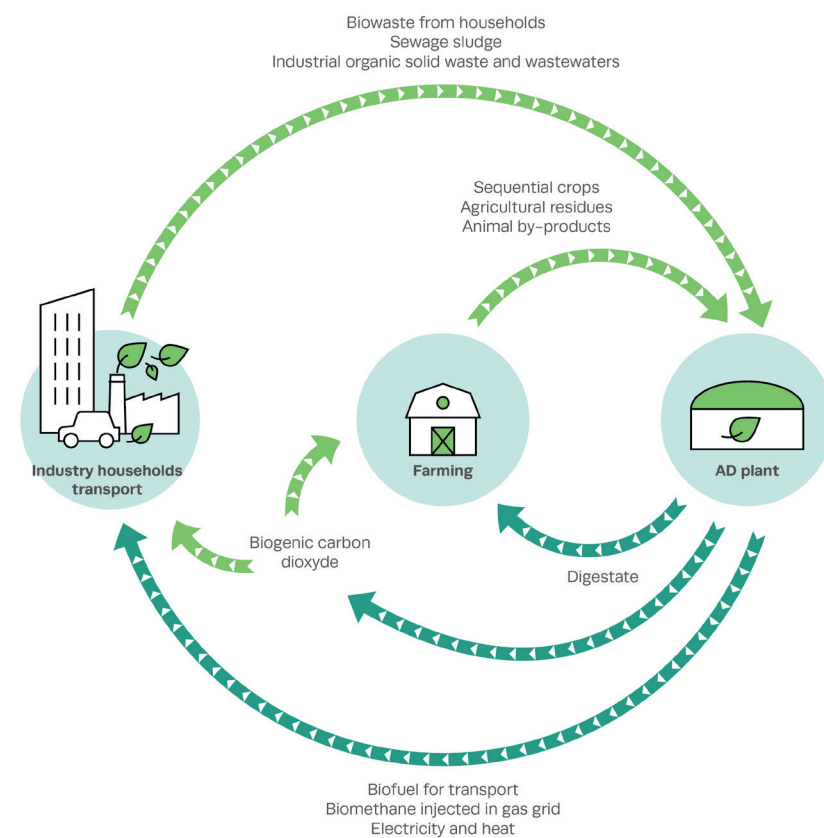 Biowaste from households
Sewage sludge
Industrial organic solid waste and wastewaters
Sequential crops
Agricultural residues
Animal by-products
Industry households
transport
Farming
AD plant
Biogenic carbon
dioxyde
Digestate
Biofuel for transport
Biomethane injected in gas grid
Electricity and heat